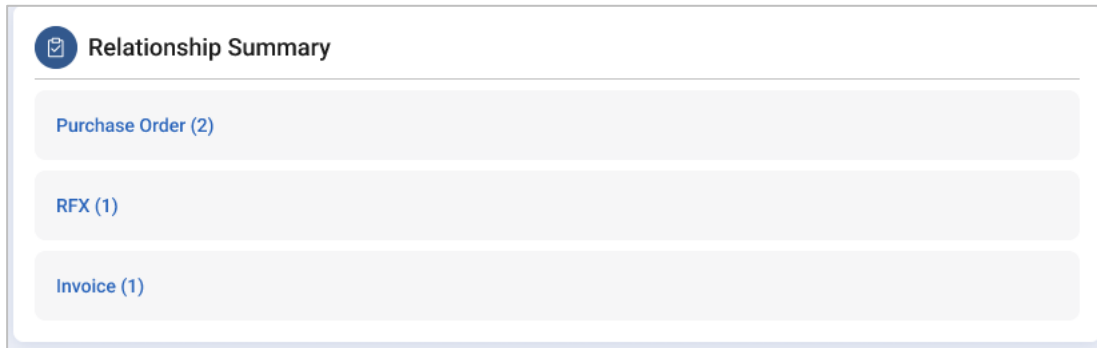 Relationship Summary
Purchase Order (2)
RFX (1)
Invoice (1)